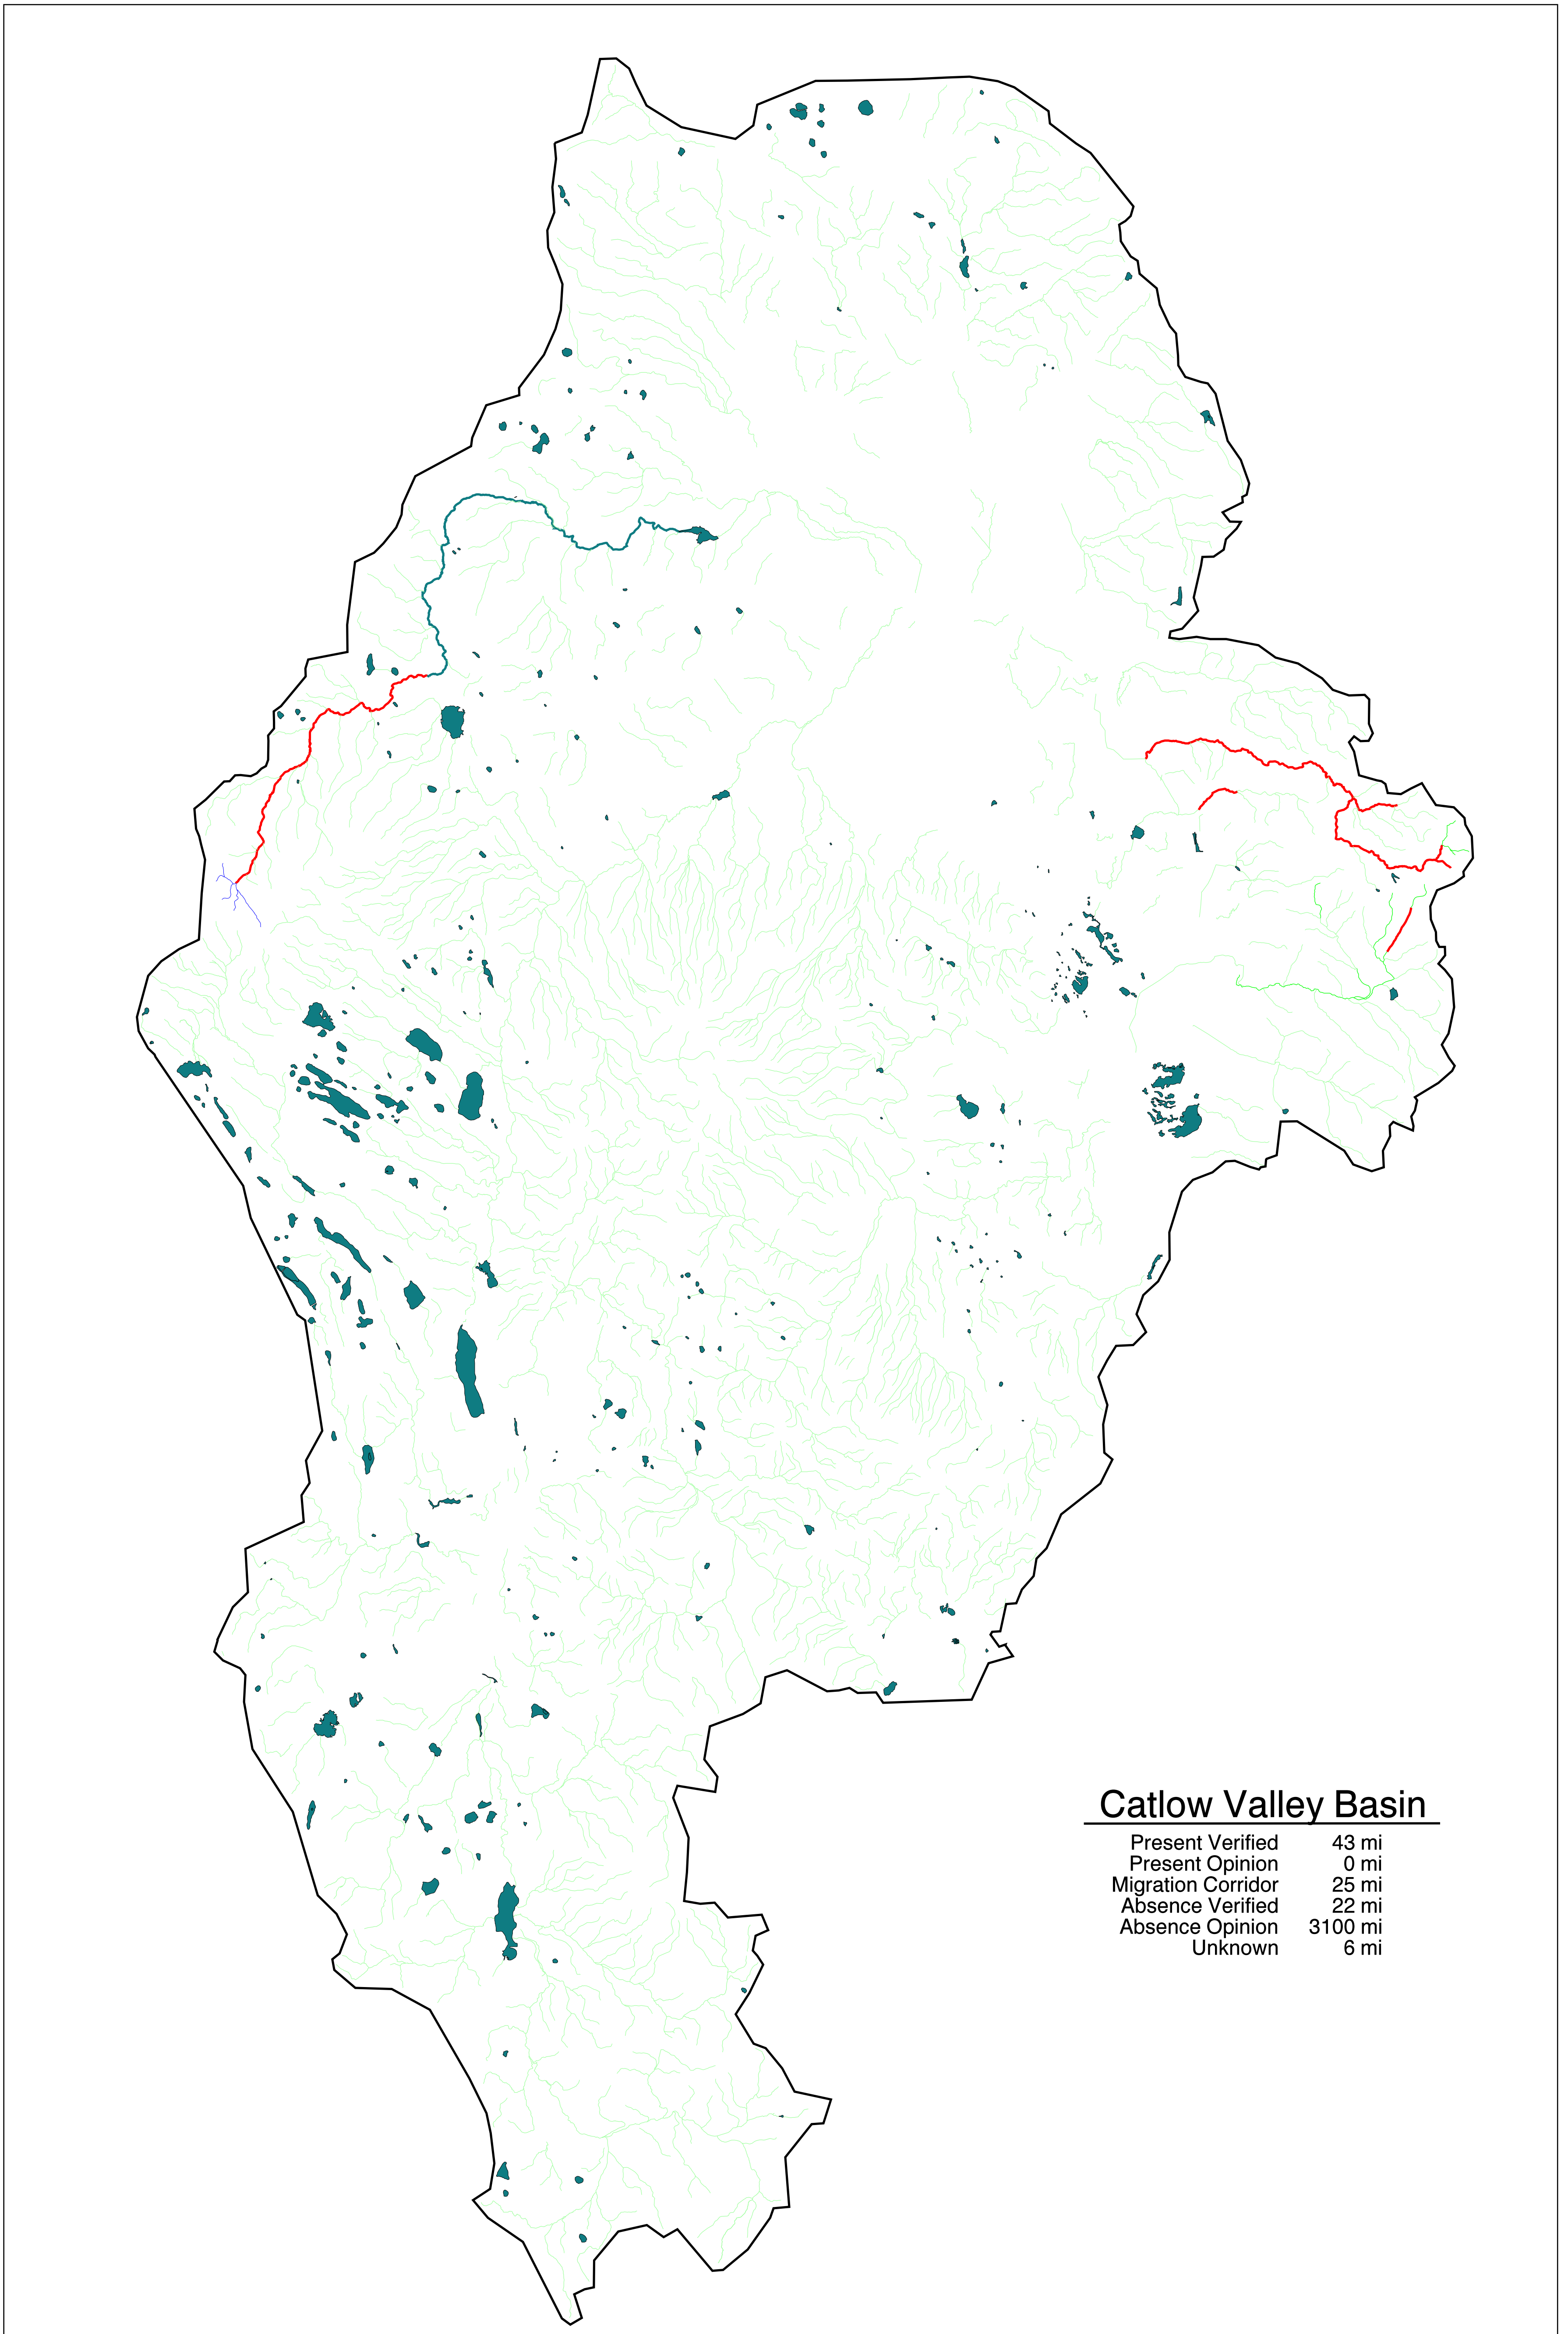 Catlow Valley Basin
Present Verified 43 mi
Present Opinion 0 mi
Migration Corridor 25 mi
Absence Verified 22 mi
Absence Opinion 3100 mi
Unknown 6 mi